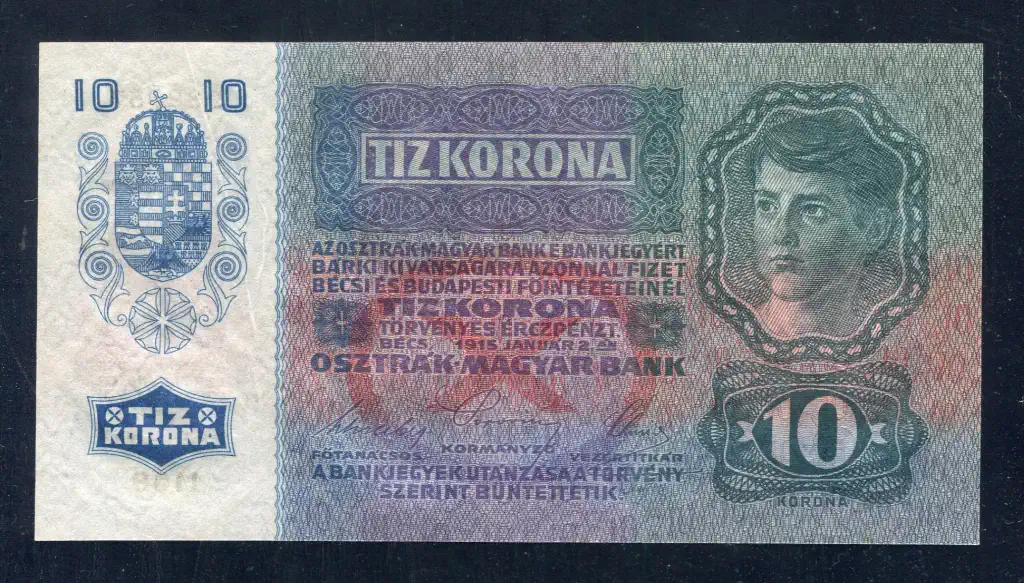 10 10
TIZ KORONA
TIZ KORONA
AZ OSZTRÁK-MAGYAR BANK E BANKJEGYÉRT
BÁRKI KIVÁNSÁGÁRA AZONNAL FIZET
BÉCSI ÉS BUDAPESTI FŐINTÉZETEINÉL
TIZ KORONA
TÖRVÉNYES ÉRCZPÉNZT.
BÉCS, 1915 JANUÁR 2.-ÁN
OSZTRÁK-MAGYAR BANK
FŐTANÁCSOS KORMÁNYZÓ VEZÉRTITKÁR
A BANKJEGYEK UTÁNZÁSA A TÖRVÉNY
SZERINT BÜNTETTETIK.
10
KORONA